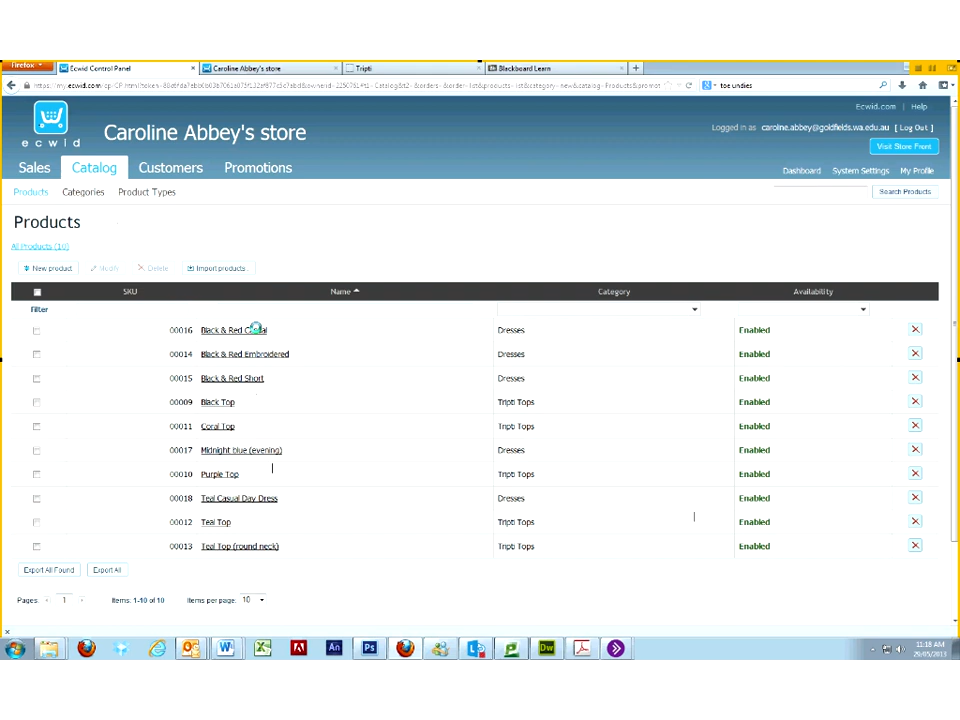 Firefox
Ecwid Control Panel
Caroline Abbey's store
Tripti
Blackboard Learn
toe undies
Ecwid.com | Help
ecwid
Caroline Abbey's store
Logged in as caroline.abbey@goldfields.wa.edu.au [ Log Out ]
Visit Store Front
Sales Catalog Customers Promotions
Dashboard System Settings My Profile
Products Categories Product Types
Search Products
Products
All Products (10)
New product Modify Delete Import products
SKU Name Category Availability
Filter
00016 Black & Red Dresses Enabled
00014 Black & Red Embroidered Dresses Enabled
00015 Black & Red Short Dresses Enabled
00009 Black Top Tripti Tops Enabled
00011 Coral Top Tripti Tops Enabled
00017 Midnight blue (evening) Dresses Enabled
00010 Purple Top Tripti Tops Enabled
00018 Teal Casual Day Dress Dresses Enabled
00012 Teal Top Tripti Tops Enabled
00013 Teal Top (round neck) Tripti Tops Enabled
Export All Found Export All
Pages: 1 Items: 1-10 of 10 Items per page: 10
An Ps Dw
11:18 AM
29/05/2013